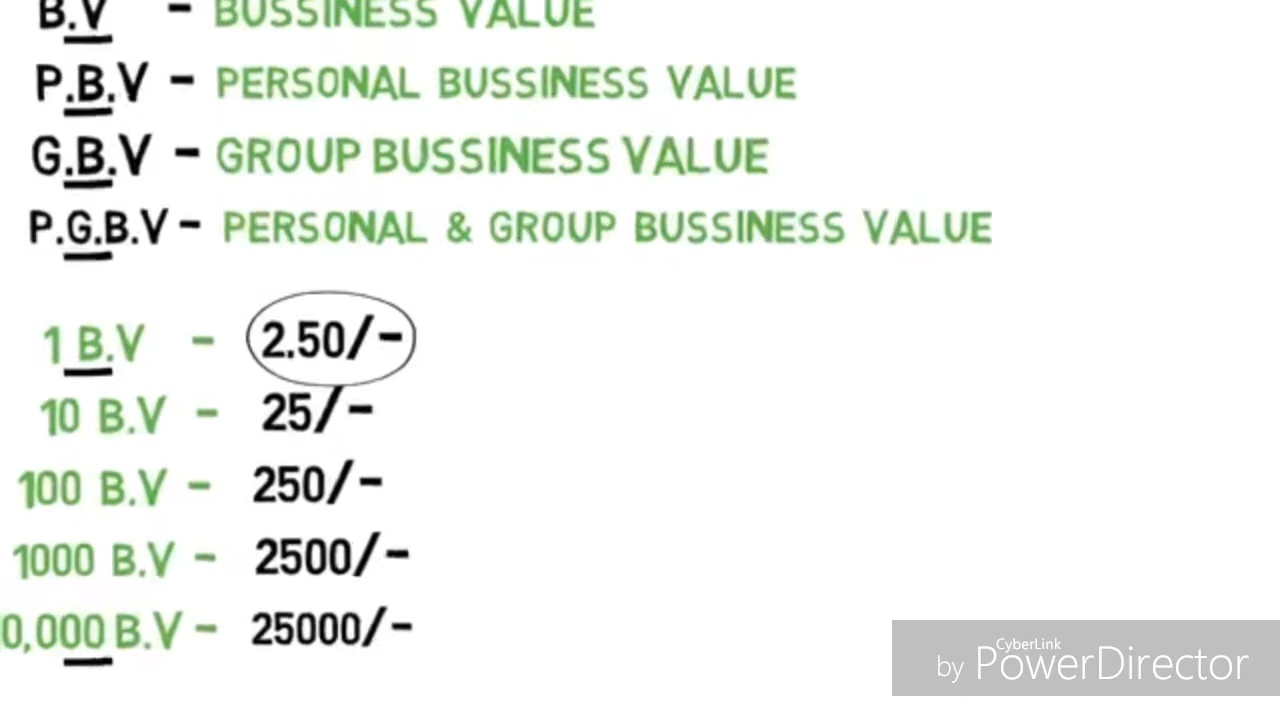 B.V - BUSSINESS VALUE
P.B.V - PERSONAL BUSSINESS VALUE
G.B.V - GROUP BUSSINESS VALUE
P.G.B.V - PERSONAL & GROUP BUSSINESS VALUE
1 B.V - 2.50/-
10 B.V - 25/-
100 B.V - 250/-
1000 B.V - 2500/-
0,000 B.V - 25000/-
CyberLink
by PowerDirector